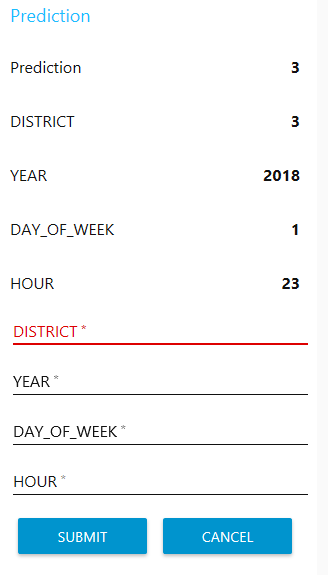 Prediction
Prediction 3
DISTRICT 3
YEAR 2018
DAY_OF_WEEK 1
HOUR 23
DISTRICT *
YEAR *
DAY_OF_WEEK *
HOUR *
SUBMIT CANCEL